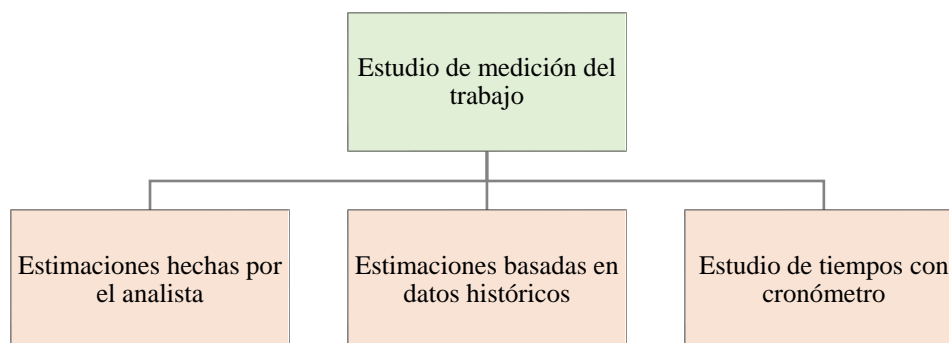 Estudio de medición del
trabajo
Estimaciones hechas por
el analista
Estimaciones basadas en
datos históricos
Estudio de tiempos con
cronómetro